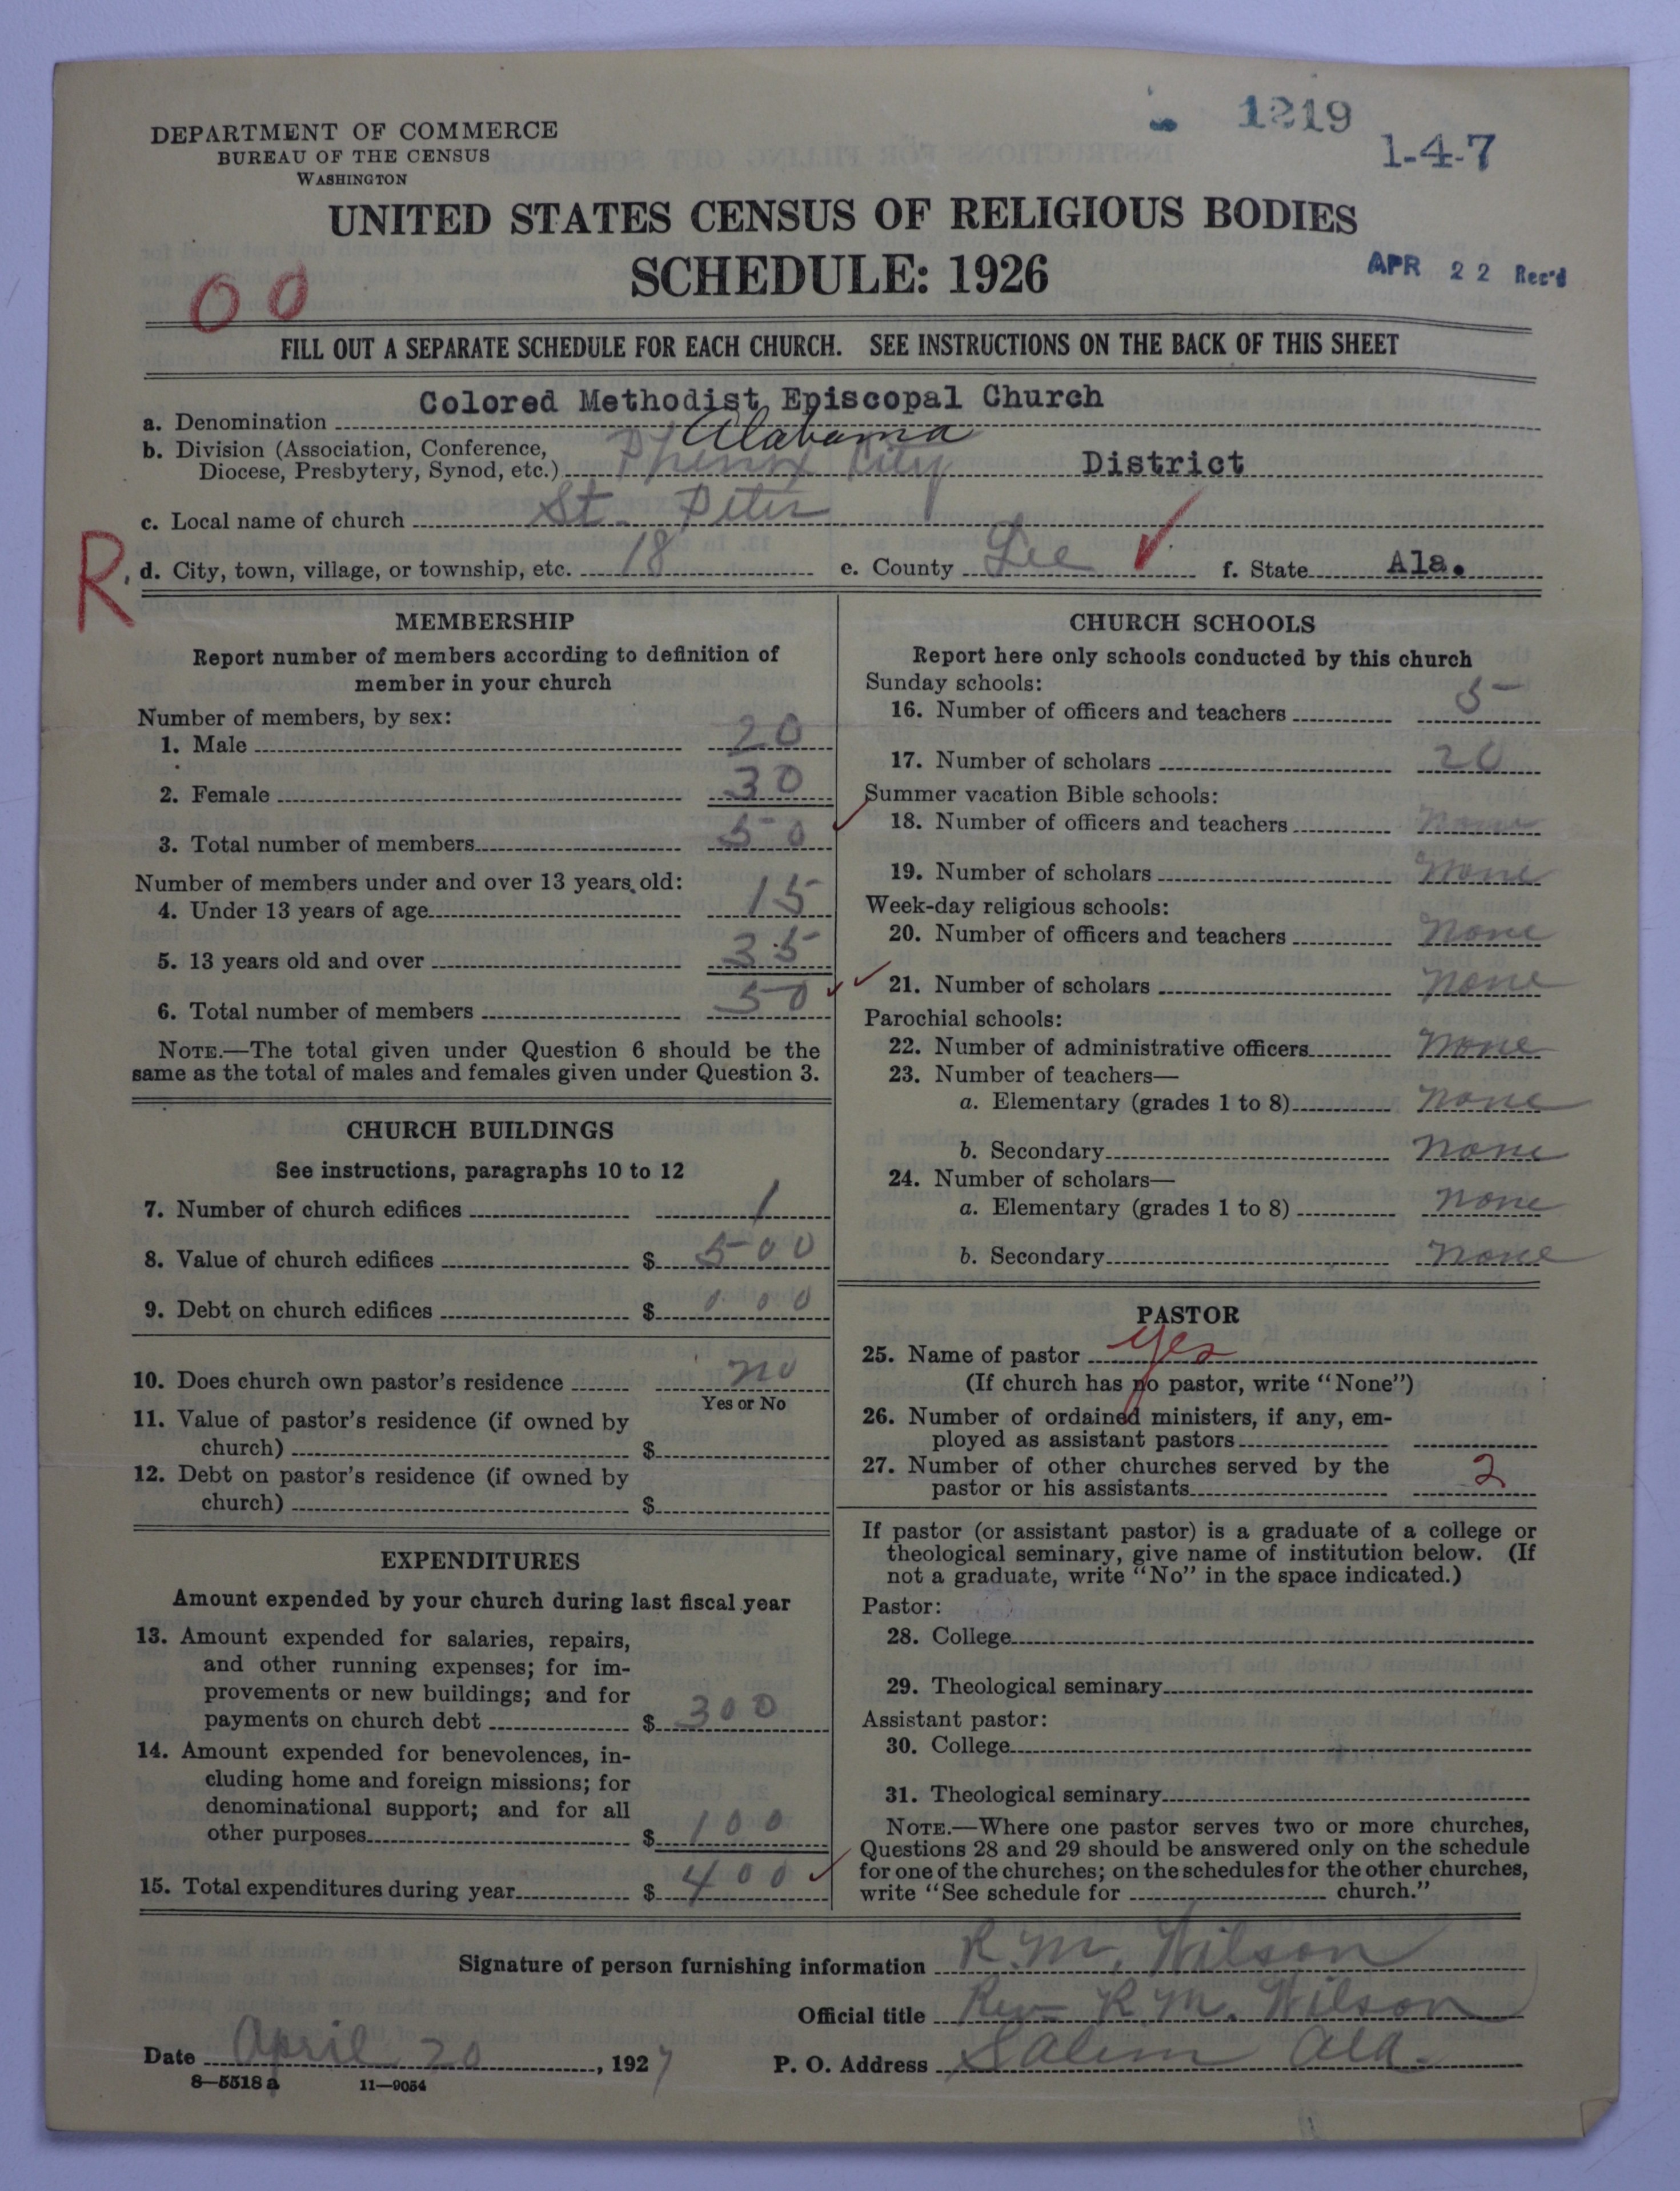 1219
1-4-7
DEPARTMENT OF COMMERCE
BUREAU OF THE CENSUS
WASHINGTON
UNITED STATES CENSUS OF RELIGIOUS BODIES
SCHEDULE: 1926
APR 22 Rec'd
00
FILL OUT A SEPARATE SCHEDULE FOR EACH CHURCH. SEE INSTRUCTIONS ON THE BACK OF THIS SHEET
a. Denomination Colored Methodist Episcopal Church
Alabama
b. Division (Association, Conference,
Diocese, Presbytery, Synod, etc.) Phenix City District
c. Local name of church St. Peter
R
d. City, town, village, or township, etc. 18 e. County Lee f. State Ala.
MEMBERSHIP
Report number of members according to definition of
member in your church
Number of members, by sex:
1. Male 20
2. Female 30
3. Total number of members 50
Number of members under and over 13 years old:
4. Under 13 years of age 15
5. 13 years old and over 35
6. Total number of members 50
NOTE.—The total given under Question 6 should be the
same as the total of males and females given under Question 3.
CHURCH BUILDINGS
See instructions, paragraphs 10 to 12
7. Number of church edifices 1
8. Value of church edifices $ 500
9. Debt on church edifices $ 000
10. Does church own pastor's residence no
Yes or No
11. Value of pastor's residence (if owned by
church) $
12. Debt on pastor's residence (if owned by
church) $
EXPENDITURES
Amount expended by your church during last fiscal year
13. Amount expended for salaries, repairs,
and other running expenses; for im-
provements or new buildings; and for
payments on church debt $ 300
14. Amount expended for benevolences, in-
cluding home and foreign missions; for
denominational support; and for all
other purposes $ 100
15. Total expenditures during year $ 400
CHURCH SCHOOLS
Report here only schools conducted by this church
Sunday schools:
16. Number of officers and teachers 5
17. Number of scholars 20
Summer vacation Bible schools:
18. Number of officers and teachers None
19. Number of scholars None
Week-day religious schools:
20. Number of officers and teachers None
21. Number of scholars None
Parochial schools:
22. Number of administrative officers None
23. Number of teachers—
a. Elementary (grades 1 to 8) None
b. Secondary None
24. Number of scholars—
a. Elementary (grades 1 to 8) None
b. Secondary None
PASTOR
25. Name of pastor yes
(If church has no pastor, write "None")
26. Number of ordained ministers, if any, em-
ployed as assistant pastors
27. Number of other churches served by the
pastor or his assistants 2
If pastor (or assistant pastor) is a graduate of a college or
theological seminary, give name of institution below. (If
not a graduate, write "No" in the space indicated.)
Pastor:
28. College
29. Theological seminary
Assistant pastor:
30. College
31. Theological seminary
NOTE.—Where one pastor serves two or more churches,
Questions 28 and 29 should be answered only on the schedule
for one of the churches; on the schedules for the other churches,
write "See schedule for church."
Signature of person furnishing information R. M. Wilson
Official title Rev R M. Wilson
Date April 20, 1927 P. O. Address Salem Ala.
8—5518 a 11—9054